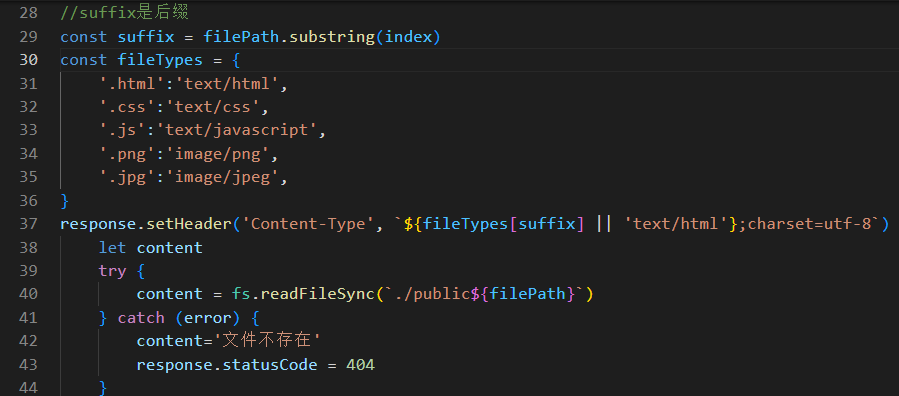 28 //suffix是后缀
29 const suffix = filePath.substring(index)
30 const fileTypes = {
31     '.html':'text/html',
32     '.css':'text/css',
33     '.js':'text/javascript',
34     '.png':'image/png',
35     '.jpg':'image/jpeg',
36 }
37 response.setHeader('Content-Type', `${fileTypes[suffix] || 'text/html'};charset=utf-8`)
38     let content
39     try {
40         content = fs.readFileSync(`./public${filePath}`)
41     } catch (error) {
42         content='文件不存在'
43         response.statusCode = 404
44     }